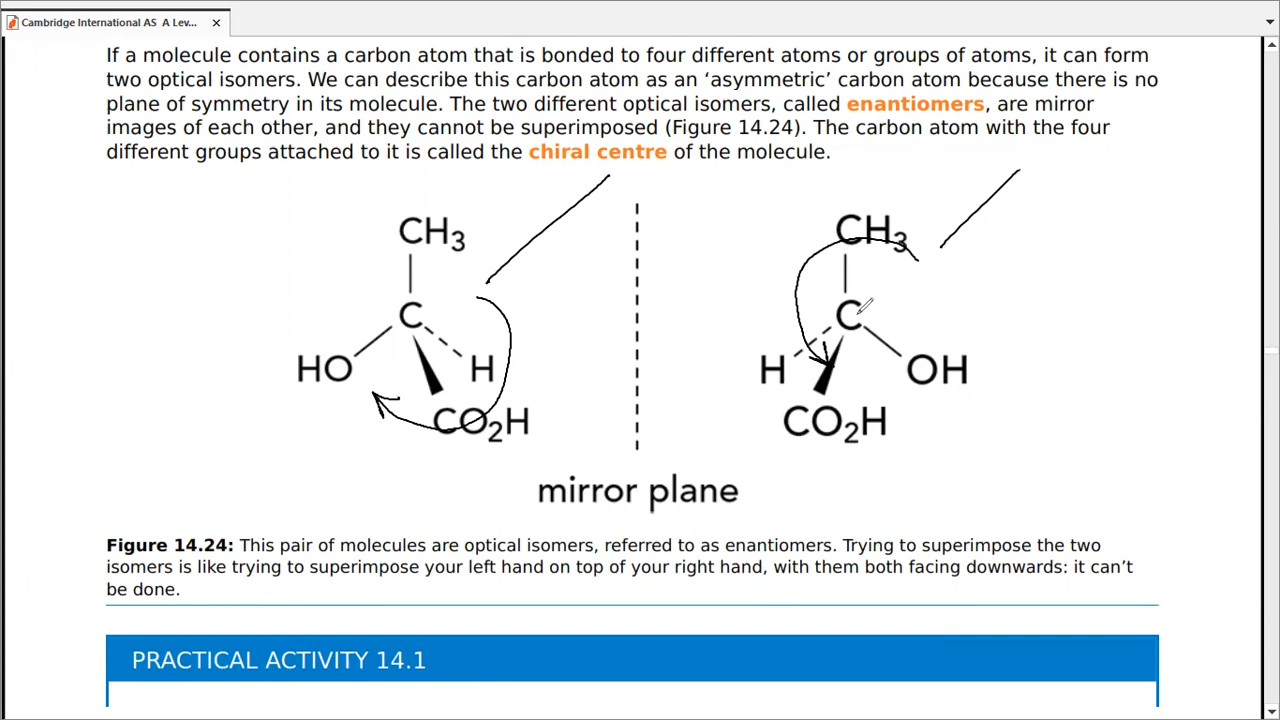 Cambridge International AS A Lev...
If a molecule contains a carbon atom that is bonded to four different atoms or groups of atoms, it can form
two optical isomers. We can describe this carbon atom as an ‘asymmetric’ carbon atom because there is no
plane of symmetry in its molecule. The two different optical isomers, called enantiomers, are mirror
images of each other, and they cannot be superimposed (Figure 14.24). The carbon atom with the four
different groups attached to it is called the chiral centre of the molecule.
CH₃ CH₃
C C
HO H H OH
CO₂H CO₂H
mirror plane
Figure 14.24: This pair of molecules are optical isomers, referred to as enantiomers. Trying to superimpose the two
isomers is like trying to superimpose your left hand on top of your right hand, with them both facing downwards: it can’t
be done.
PRACTICAL ACTIVITY 14.1